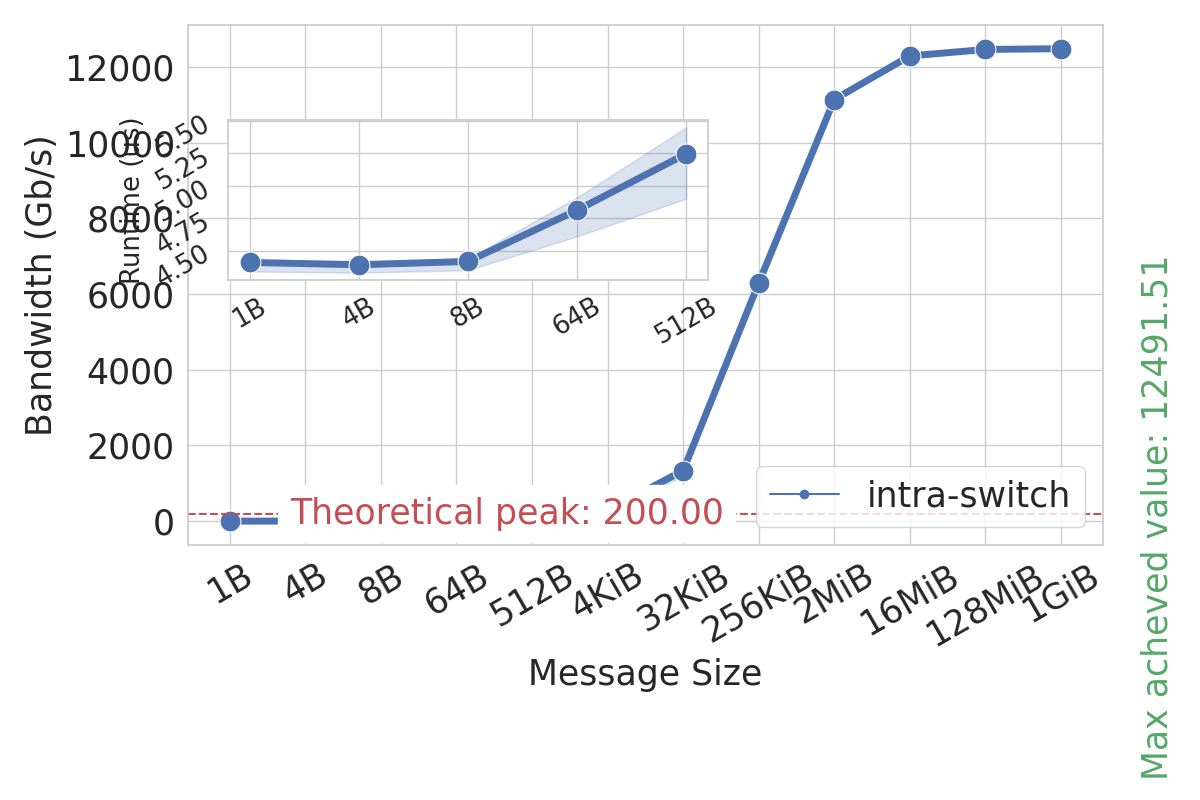 Bandwidth (Gb/s)
12000
10000
8000
6000
4000
2000
0
Runtime (µs)
5.50
5.25
5.00
4.75
4.50
1B
4B
8B
64B
512B
Theoretical peak: 200.00
intra-switch
1B
4B
8B
64B
512B
4KiB
32KiB
256KiB
2MiB
16MiB
128MiB
1GiB
Message Size
Max acheved value: 12491.51